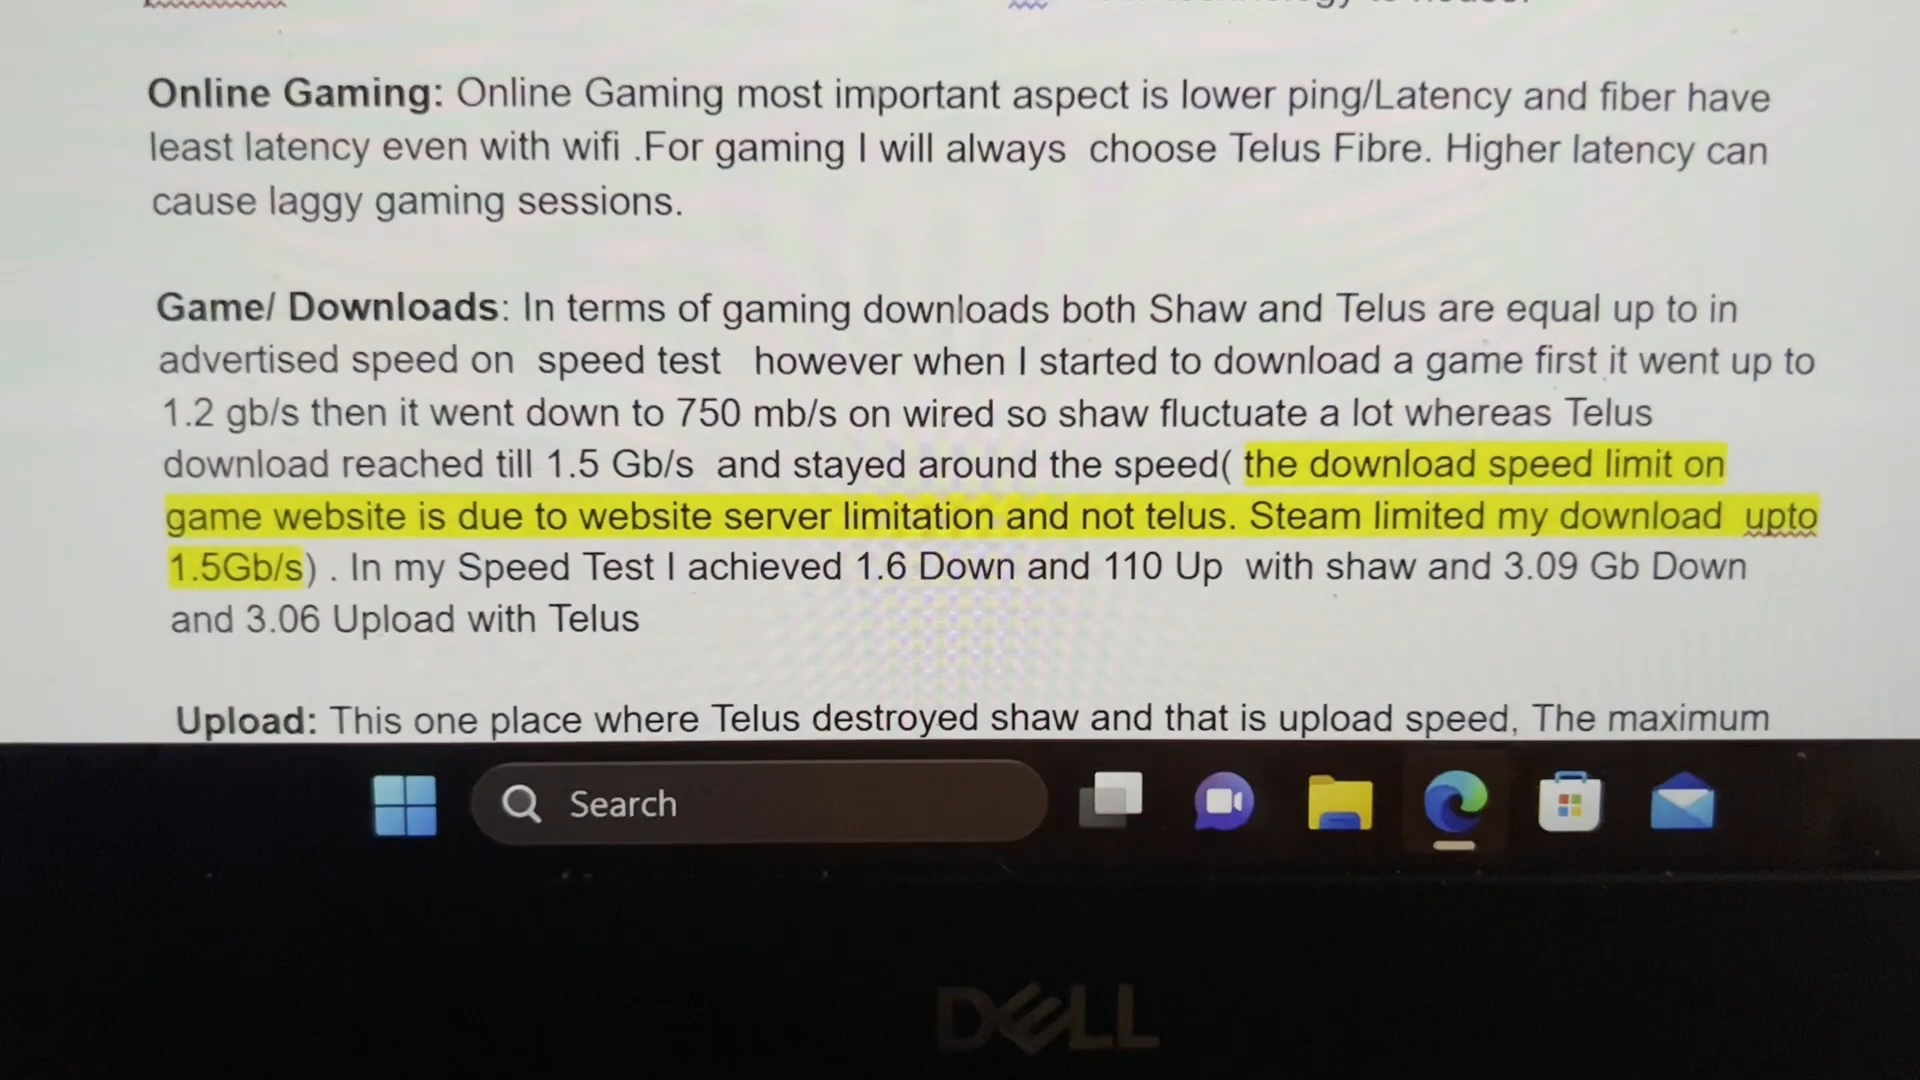 Online Gaming: Online Gaming most important aspect is lower ping/Latency and fiber have
least latency even with wifi .For gaming I will always choose Telus Fibre. Higher latency can
cause laggy gaming sessions.
Game/ Downloads: In terms of gaming downloads both Shaw and Telus are equal up to in
advertised speed on speed test however when I started to download a game first it went up to
1.2 gb/s then it went down to 750 mb/s on wired so shaw fluctuate a lot whereas Telus
download reached till 1.5 Gb/s and stayed around the speed( the download speed limit on
game website is due to website server limitation and not telus. Steam limited my download upto
1.5Gb/s) . In my Speed Test I achieved 1.6 Down and 110 Up with shaw and 3.09 Gb Down
and 3.06 Upload with Telus
Upload: This one place where Telus destroyed shaw and that is upload speed, The maximum
Search
DELL